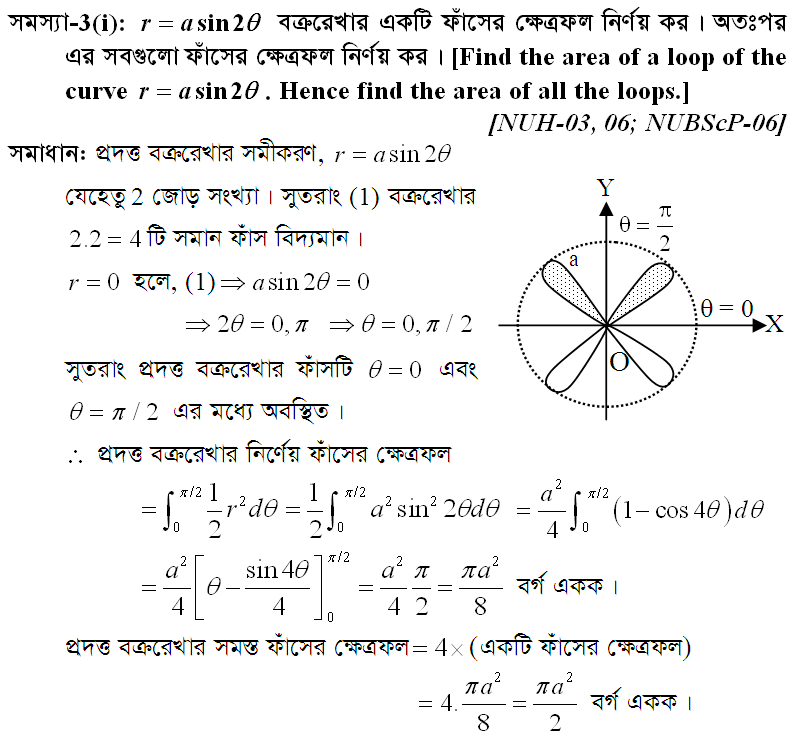 সমস্যা-3(i): r = a sin 2θ বক্ররেখার একটি ফাঁসের ক্ষেত্রফল নির্ণয় কর। অতঃপর
এর সবগুলো ফাঁসের ক্ষেত্রফল নির্ণয় কর। [Find the area of a loop of the
curve r = a sin 2θ . Hence find the area of all the loops.]
[NUH-03, 06; NUBScP-06]
সমাধান: প্রদত্ত বক্ররেখার সমীকরণ, r = a sin 2θ
যেহেতু 2 জোড় সংখ্যা। সুতরাং (1) বক্ররেখার
2.2 = 4 টি সমান ফাঁস বিদ্যমান।
r = 0 হলে, (1) ⇒ a sin 2θ = 0
⇒ 2θ = 0, π ⇒ θ = 0, π / 2
সুতরাং প্রদত্ত বক্ররেখার ফাঁসটি θ = 0 এবং
θ = π / 2 এর মধ্যে অবস্থিত।
Y
θ = π/2
a
θ = 0
X
O
∴ প্রদত্ত বক্ররেখার নির্ণেয় ফাঁসের ক্ষেত্রফল
= ∫₀^{π/2} 1/2 r² dθ = 1/2 ∫₀^{π/2} a² sin² 2θ dθ = a²/4 ∫₀^{π/2} (1 − cos 4θ) dθ
= a²/4 [θ − sin 4θ/4]₀^{π/2} = a²/4 π/2 = πa²/8 বর্গ একক।
প্রদত্ত বক্ররেখার সমস্ত ফাঁসের ক্ষেত্রফল = 4 × (একটি ফাঁসের ক্ষেত্রফল)
= 4. πa²/8 = πa²/2 বর্গ একক।